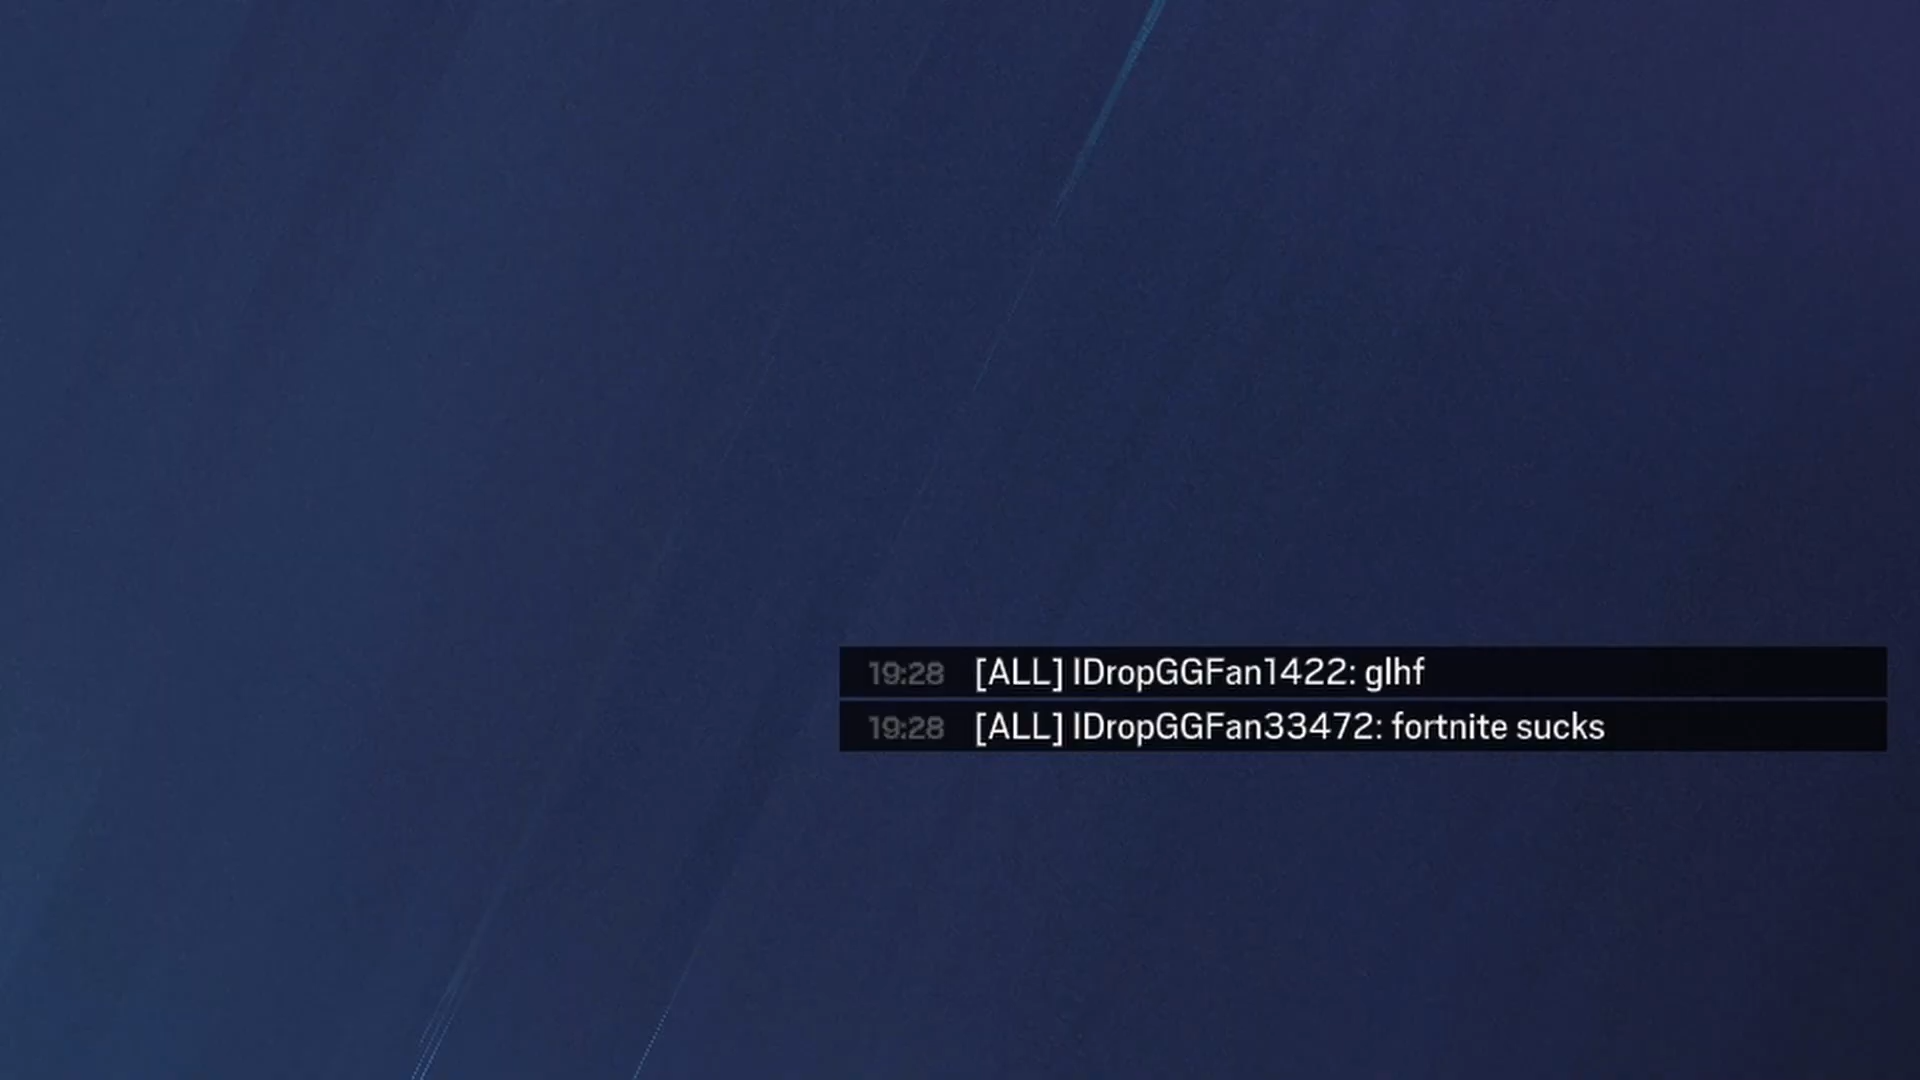 19:28 [ALL] IDropGGFan1422: glhf
19:28 [ALL] IDropGGFan33472: fortnite sucks